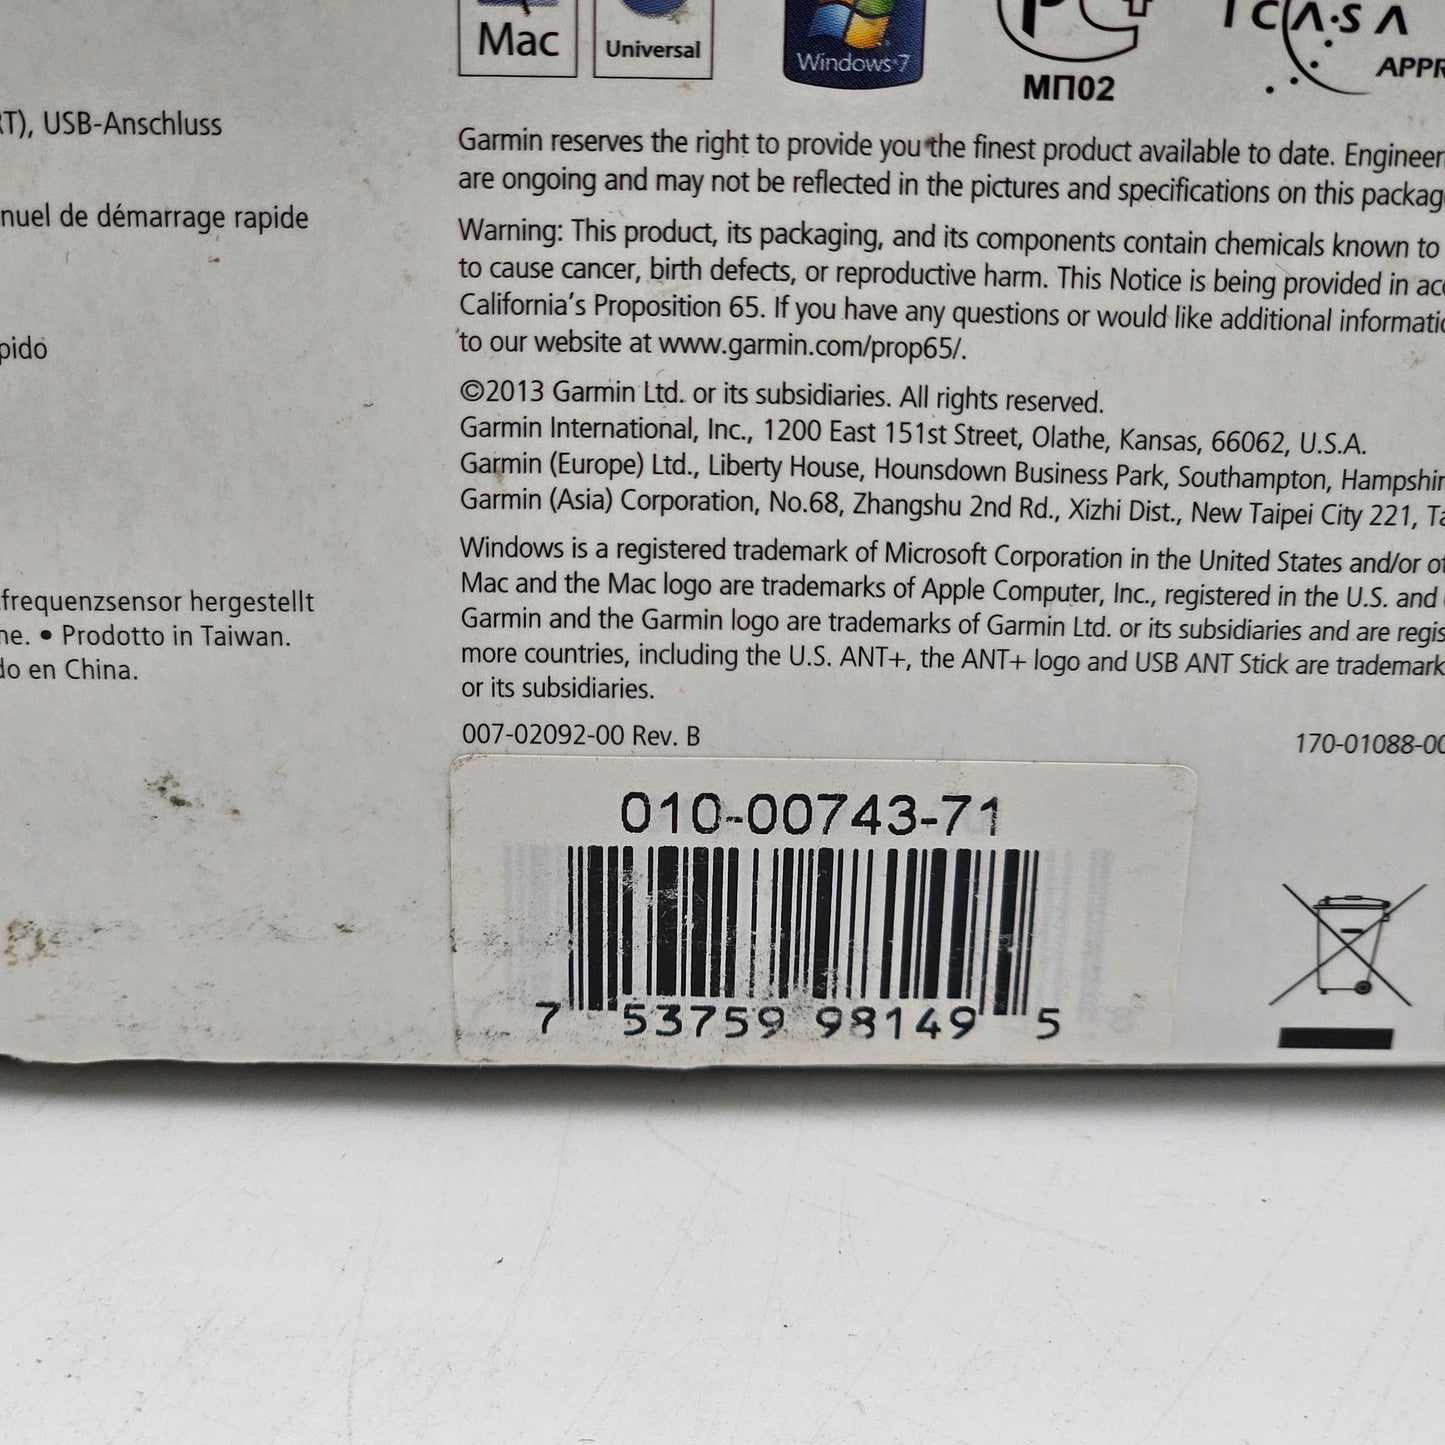 Mac
Universal
Windows 7
МП02
APPR
RT), USB-Anschluss
nuel de démarrage rapide
pido
frequenzsensor hergestellt
ne. • Prodotto in Taiwan.
do en China.
Garmin reserves the right to provide you the finest product available to date. Engineer
are ongoing and may not be reflected in the pictures and specifications on this packag
Warning: This product, its packaging, and its components contain chemicals known to
to cause cancer, birth defects, or reproductive harm. This Notice is being provided in acc
California's Proposition 65. If you have any questions or would like additional informatio
to our website at www.garmin.com/prop65/.
©2013 Garmin Ltd. or its subsidiaries. All rights reserved.
Garmin International, Inc., 1200 East 151st Street, Olathe, Kansas, 66062, U.S.A.
Garmin (Europe) Ltd., Liberty House, Hounsdown Business Park, Southampton, Hampshir
Garmin (Asia) Corporation, No.68, Zhangshu 2nd Rd., Xizhi Dist., New Taipei City 221, Ta
Windows is a registered trademark of Microsoft Corporation in the United States and/or ot
Mac and the Mac logo are trademarks of Apple Computer, Inc., registered in the U.S. and
Garmin and the Garmin logo are trademarks of Garmin Ltd. or its subsidiaries and are regis
more countries, including the U.S. ANT+, the ANT+ logo and USB ANT Stick are trademark
or its subsidiaries.
007-02092-00 Rev. B
170-01088-00
010-00743-71
7 53759 98149 5